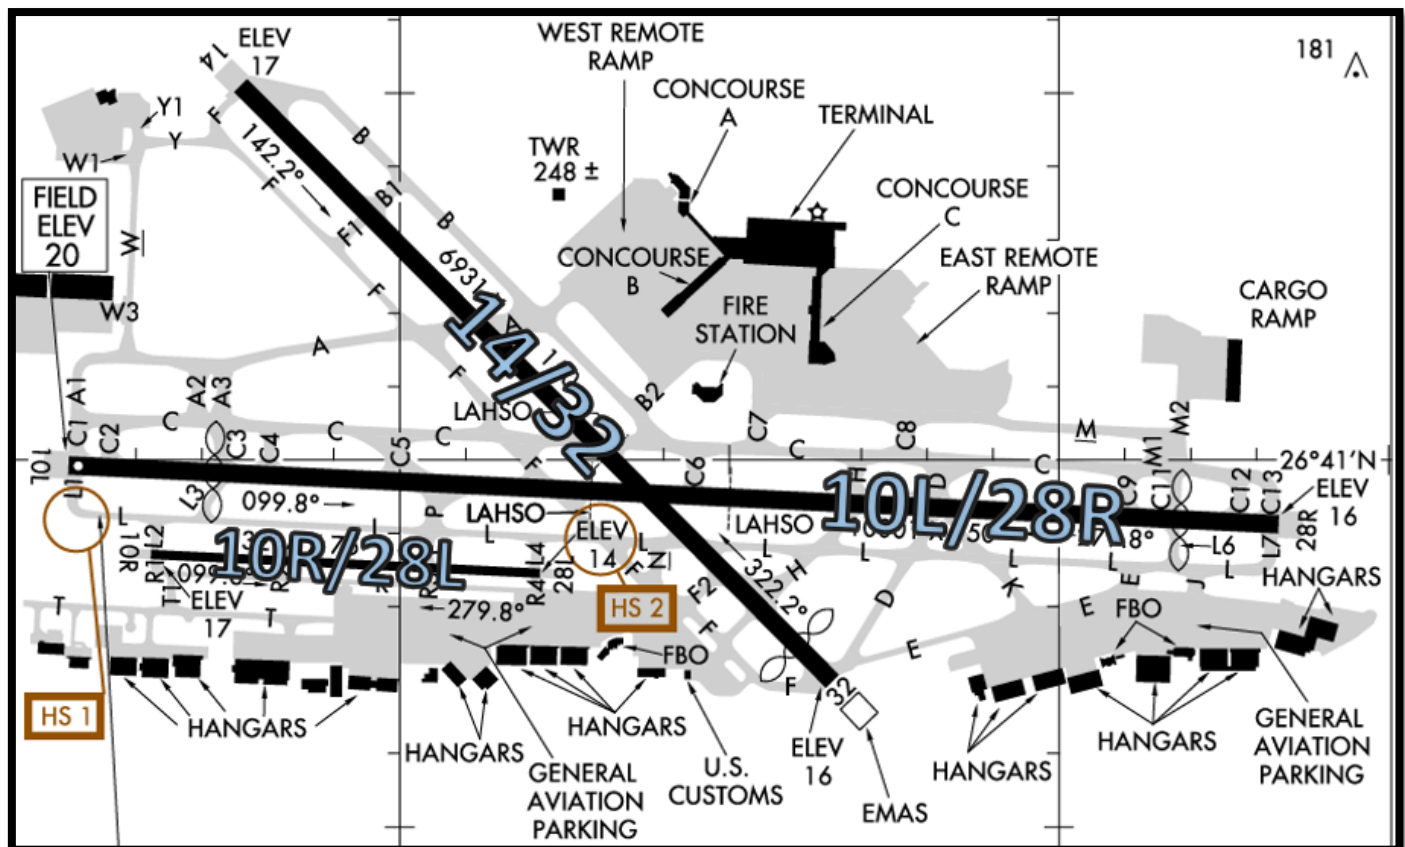 14
ELEV
17
WEST REMOTE
RAMP
CONCOURSE
A
TERMINAL
181
Y1
Y
F
B
142.2°
TWR
248 ±
W1
F
B1
B
CONCOURSE
C
FIELD
ELEV
20
W
F1
6931
CONCOURSE
B
EAST REMOTE
RAMP
F
W3
14/32
FIRE
STATION
CARGO
RAMP
A
F
A1
A2
A3
B2
LAHSO
C7
C8
M
M2
C1
C2
C
C3
C4
C
C5
C
C6
C
C
M1
26°41'N
10L
F
H
D
C9
C11
C12
C13
ELEV
16
L1
L3
099.8°
P
LAHSO
L
LAHSO
10L/28R
28R
L
10R
L2
L
10R/28L
L4
ELEV
14
L
Z
L
L
L
L
L6
L
L7
R1
R4
28L
F
H
322.2°
K
E
J
HANGARS
T
T1
ELEV
17
T
279.8°
HS 2
F2
F
D
E
E
FBO
FBO
F
32
HS 1
HANGARS
HANGARS
HANGARS
GENERAL
AVIATION
PARKING
U.S.
CUSTOMS
ELEV
16
EMAS
HANGARS
HANGARS
GENERAL
AVIATION
PARKING